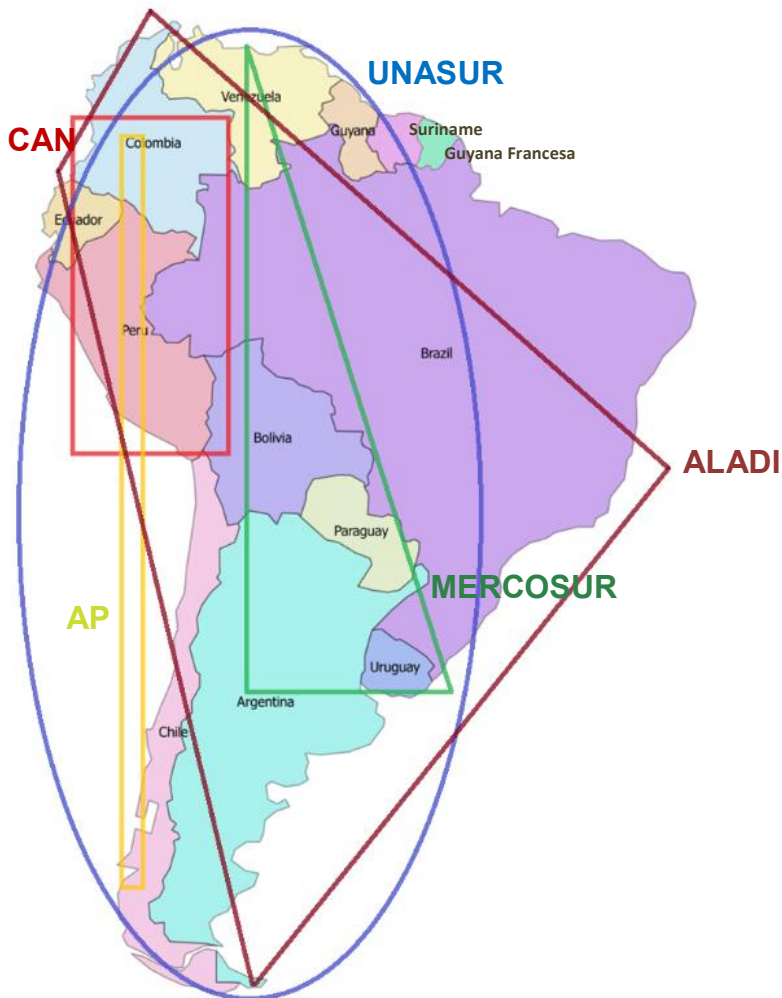 UNASUR
Venezuela
Guyana
Suriname
CAN
Colombia
Guyana Francesa
Ecuador
Peru
Brazil
Bolivia
ALADI
Paraguay
MERCOSUR
AP
Uruguay
Argentina
Chile